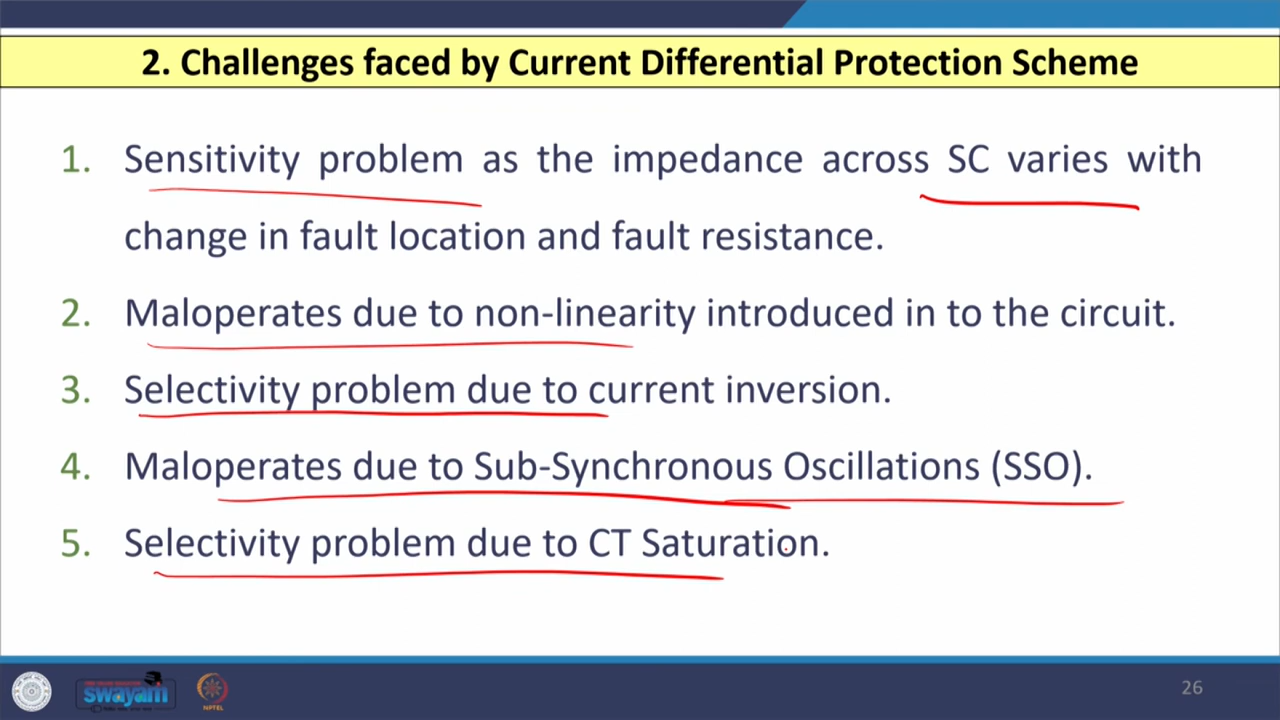 2. Challenges faced by Current Differential Protection Scheme
1. Sensitivity problem as the impedance across SC varies with
change in fault location and fault resistance.
2. Maloperates due to non-linearity introduced in to the circuit.
3. Selectivity problem due to current inversion.
4. Maloperates due to Sub-Synchronous Oscillations (SSO).
5. Selectivity problem due to CT Saturation.
swayam
NPTEL
26